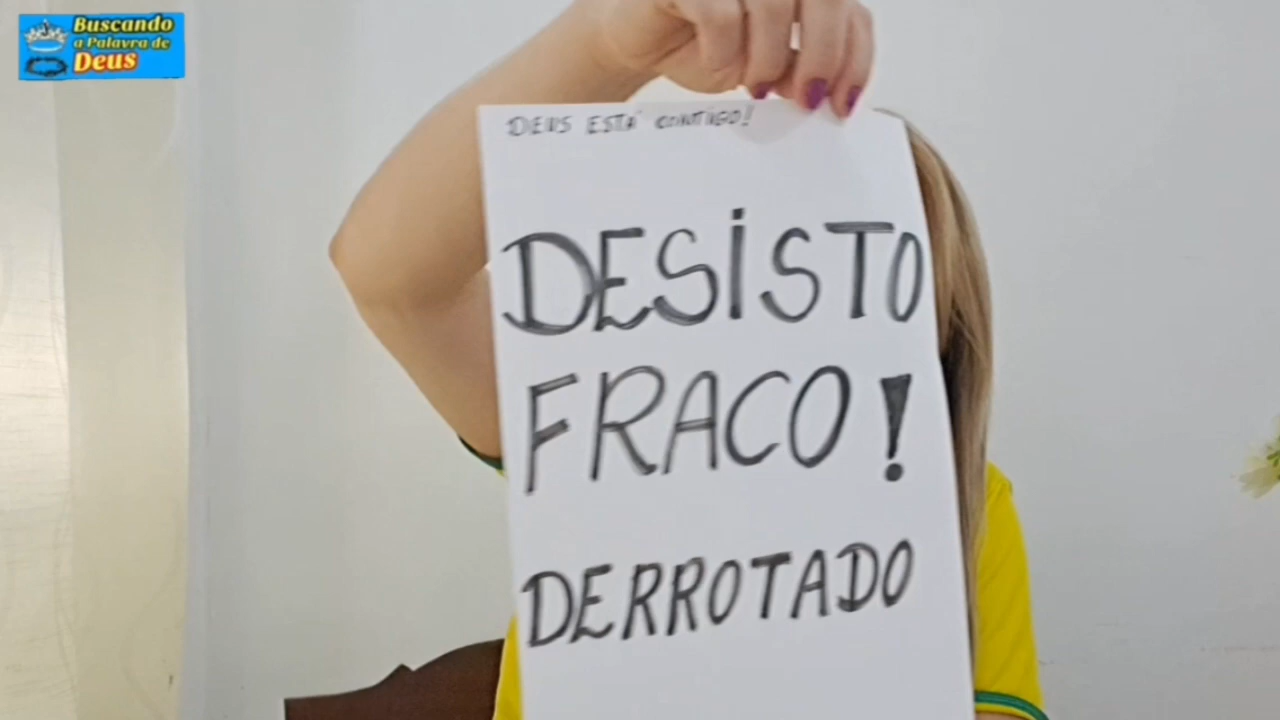 Buscando
a Palavra de
Deus
DEUS ESTÁ CONTIGO!
DESISTO
FRACO!
DERROTADO